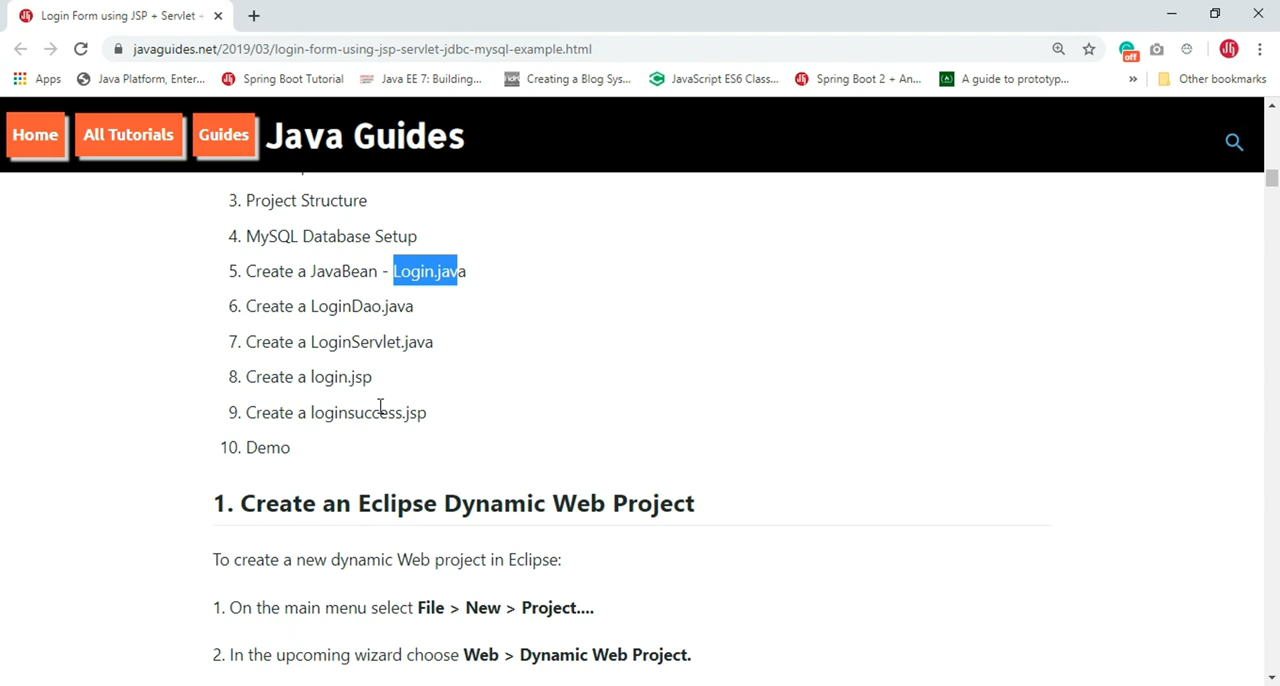 Login Form using JSP + Servlet +
javaguides.net/2019/03/login-form-using-jsp-servlet-jdbc-mysql-example.html
off
Apps
Java Platform, Enter...
Spring Boot Tutorial
Java EE 7: Building...
Creating a Blog Sys...
JavaScript ES6 Class...
Spring Boot 2 + An...
A guide to prototyp...
»
Other bookmarks
Home
All Tutorials
Guides
Java Guides
3. Project Structure
4. MySQL Database Setup
5. Create a JavaBean - Login.java
6. Create a LoginDao.java
7. Create a LoginServlet.java
8. Create a login.jsp
9. Create a loginsuccess.jsp
10. Demo
1. Create an Eclipse Dynamic Web Project
To create a new dynamic Web project in Eclipse:
1. On the main menu select File > New > Project....
2. In the upcoming wizard choose Web > Dynamic Web Project.